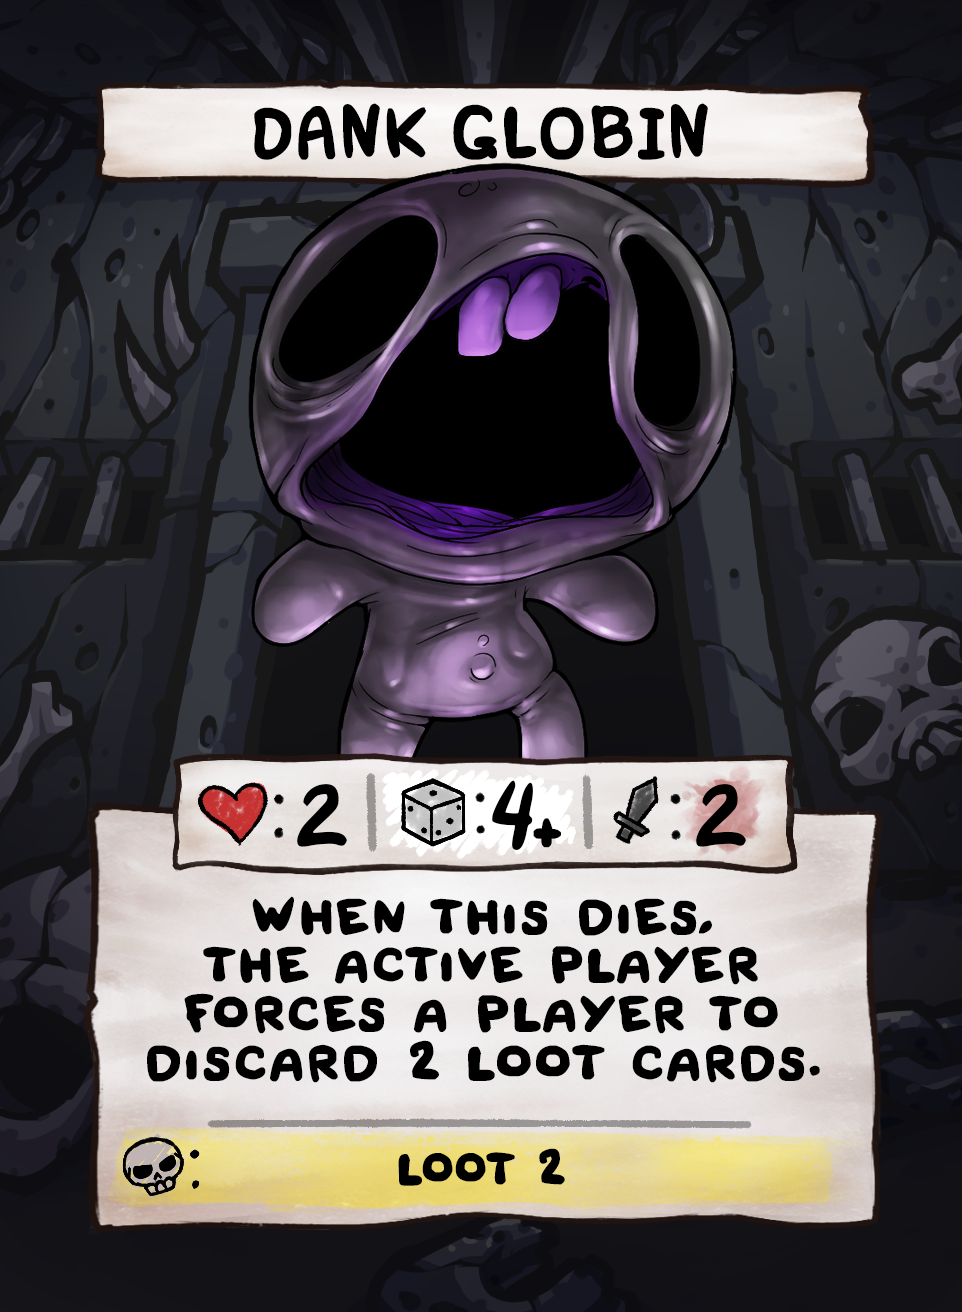 DANK GLOBIN
:2 :4+ :2
WHEN THIS DIES,
THE ACTIVE PLAYER
FORCES A PLAYER TO
DISCARD 2 LOOT CARDS.
: LOOT 2